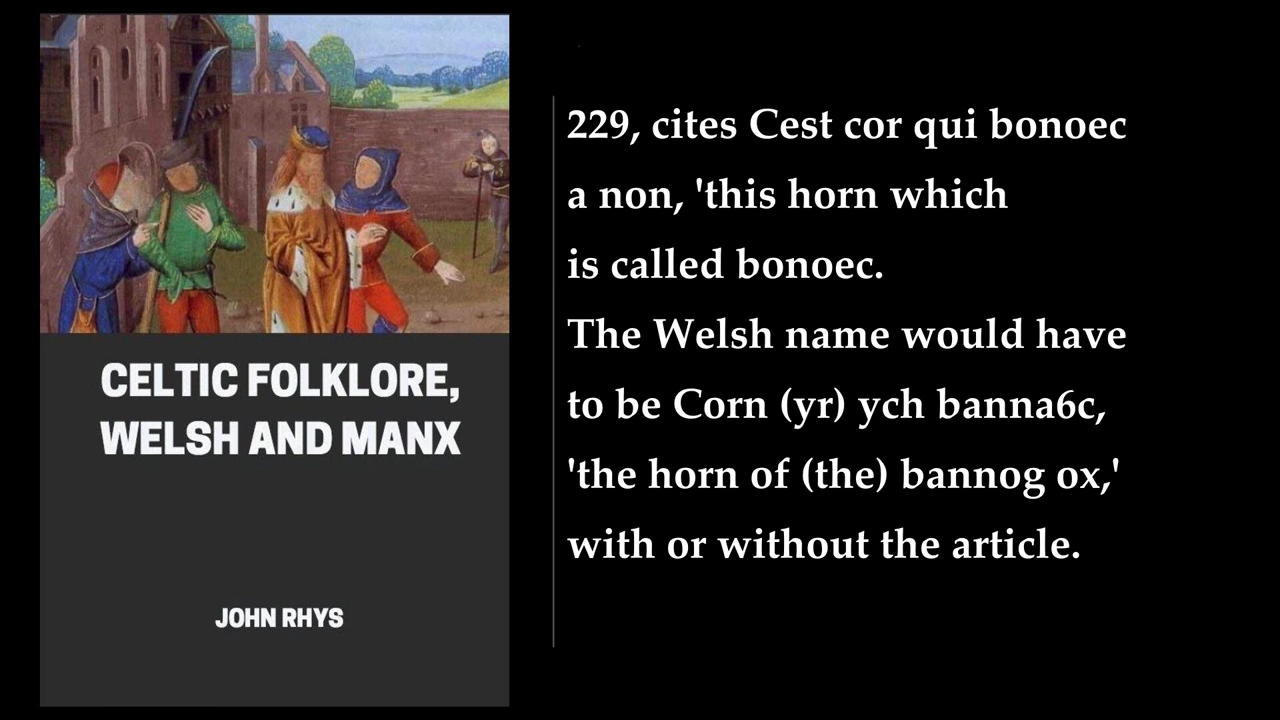 CELTIC FOLKLORE,
WELSH AND MANX
JOHN RHYS
229, cites Cest cor qui bonoec
a non, 'this horn which
is called bonoec.
The Welsh name would have
to be Corn (yr) ych banna6c,
'the horn of (the) bannog ox,'
with or without the article.